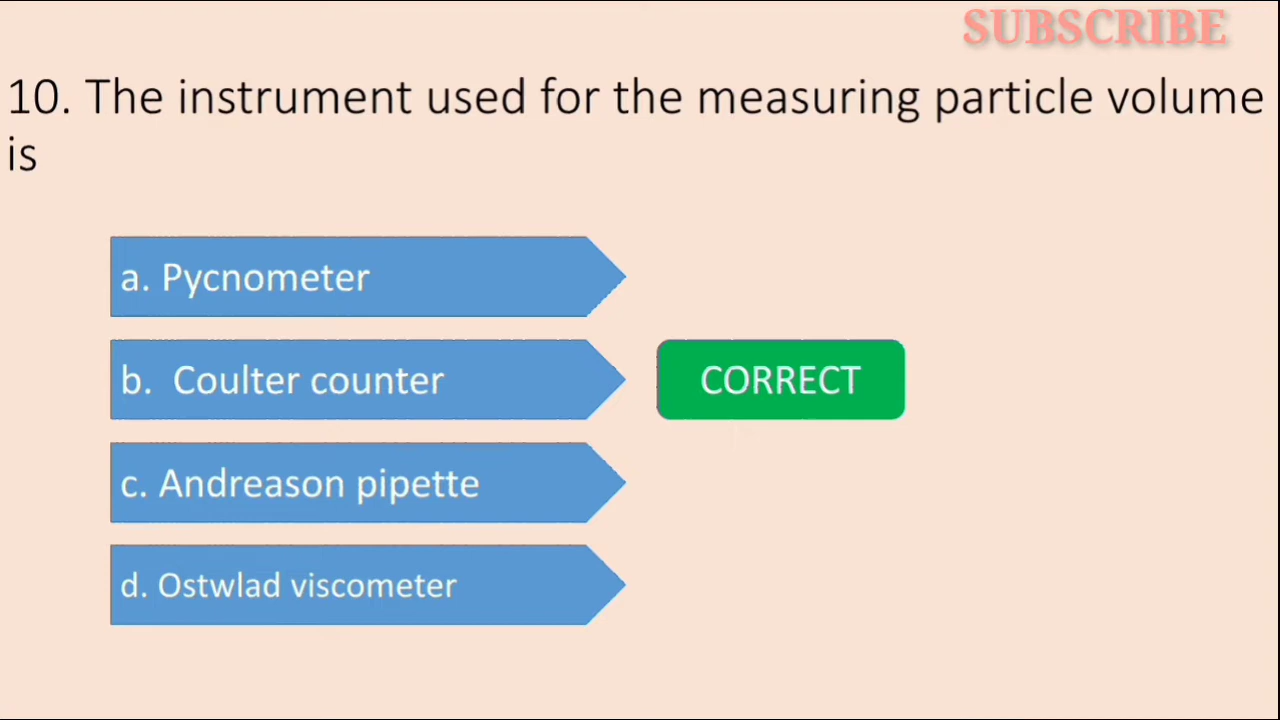 SUBSCRIBE
10. The instrument used for the measuring particle volume
is
a. Pycnometer
b. Coulter counter
CORRECT
c. Andreason pipette
d. Ostwlad viscometer